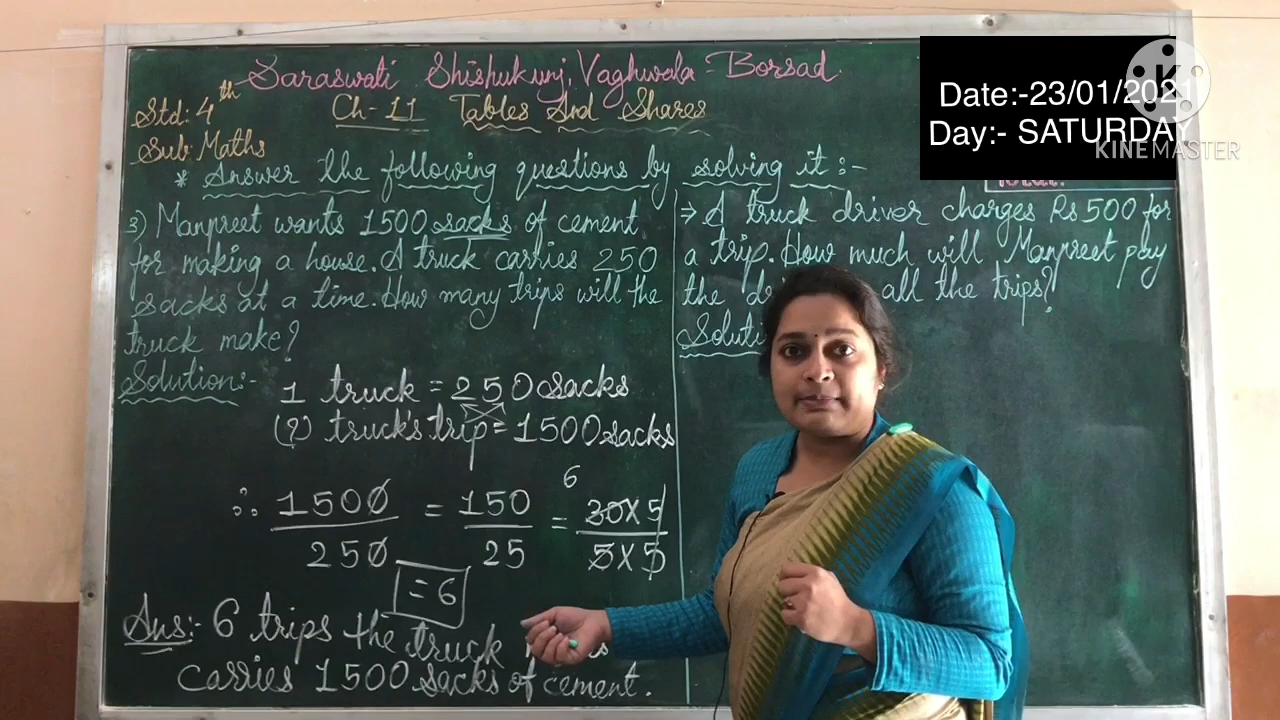 Saraswati Shishukunj, Vaghwala - Borsad.
Std: 4th
Ch- 11 Tables And Shares
Sub: Maths
* Answer the following questions by solving it :-
3) Manpreet wants 1500 sacks of cement
for making a house. A truck carries 250
sacks at a time. How many trips will the
truck make?
Solution:-
1 truck = 250 sacks
(?) truck's trip = 1500 sacks
∴ 1500/250 = 150/25 = 30×5/5×5
6
= 6
Ans:- 6 trips the truck
carries 1500 sacks of cement.
⇒ A truck driver charges Rs 500 for
a trip. How much will Manpreet pay
the all the trips?
Date:-23/01/2021
Day:- SATURDAY
K
KINEMASTER